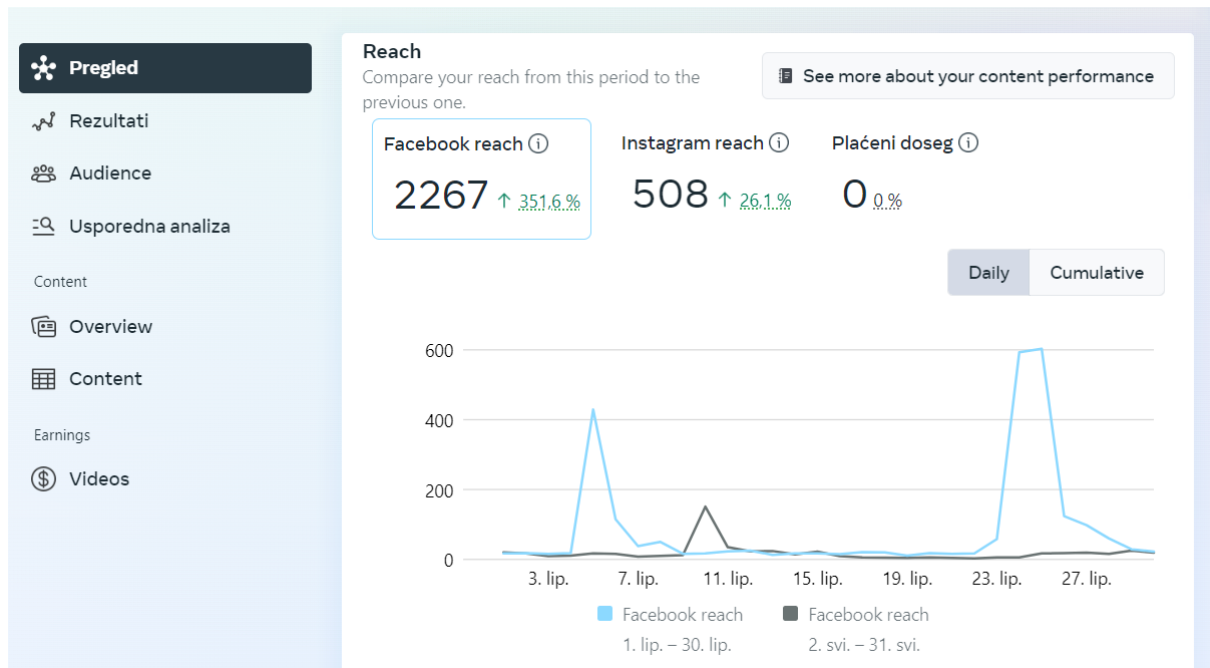 Pregled
Rezultati
Audience
Usporedna analiza
Content
Overview
Content
Earnings
Videos
Reach
Compare your reach from this period to the
previous one.
See more about your content performance
Facebook reach
2267 ↑ 351,6 %
Instagram reach
508 ↑ 26,1 %
Plaćeni doseg
0 0 %
Daily
Cumulative
600
400
200
0
3. lip. 7. lip. 11. lip. 15. lip. 19. lip. 23. lip. 27. lip.
Facebook reach
1. lip. – 30. lip.
Facebook reach
2. svi. – 31. svi.